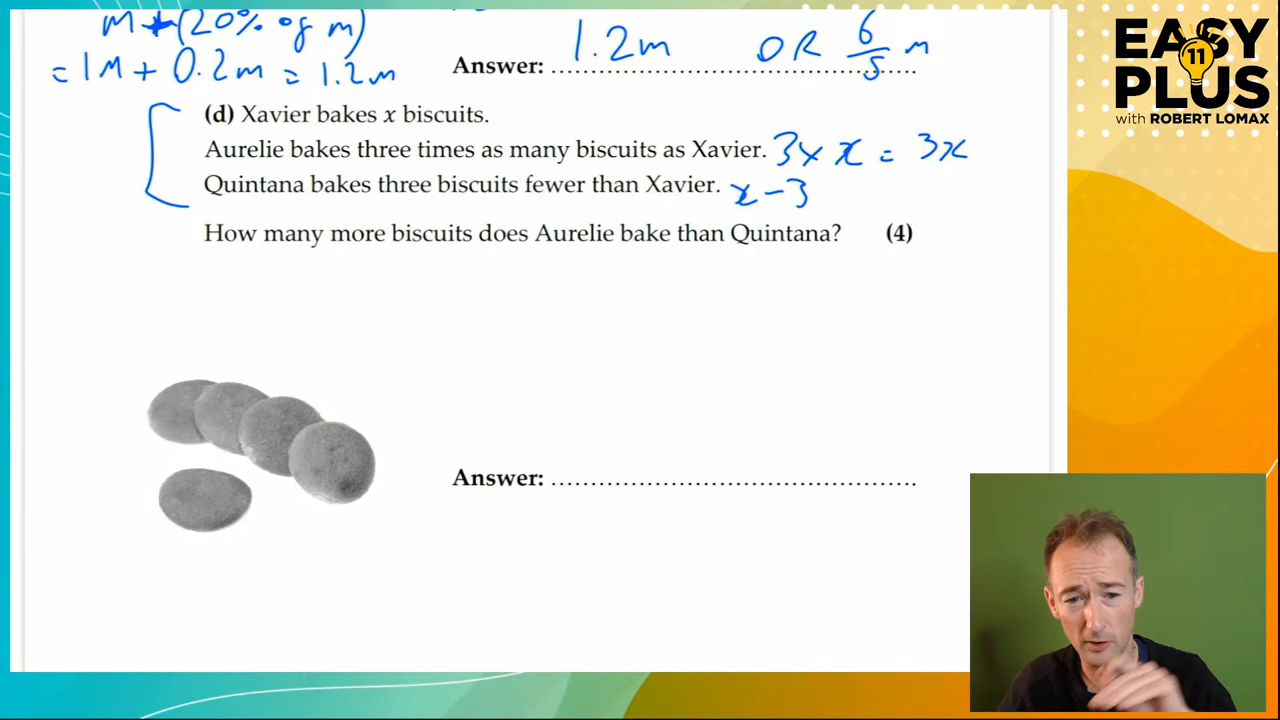 m + (20% of m)
= 1m + 0.2m = 1.2m
Answer: 1.2m OR 6/5 m
(d) Xavier bakes x biscuits.
Aurelie bakes three times as many biscuits as Xavier. 3 × x = 3x
Quintana bakes three biscuits fewer than Xavier. x - 3
How many more biscuits does Aurelie bake than Quintana? (4)
Answer: ................................................
EASY
11
PLUS
with ROBERT LOMAX